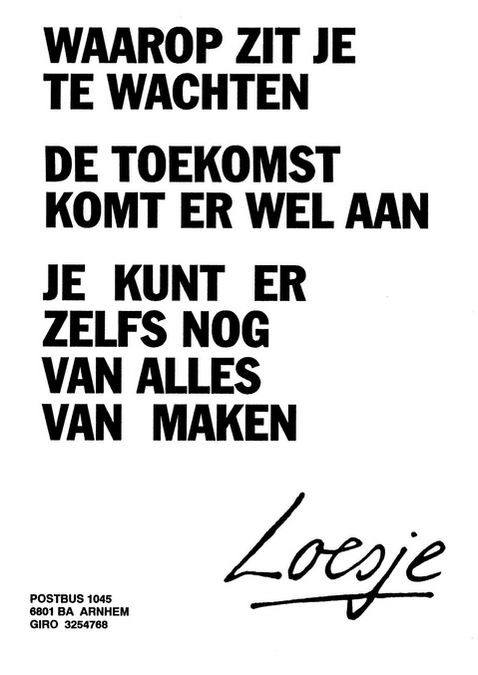 WAAROP ZIT JE
TE WACHTEN
DE TOEKOMST
KOMT ER WEL AAN
JE KUNT ER
ZELFS NOG
VAN ALLES
VAN MAKEN
Loesje
POSTBUS 1045
6801 BA ARNHEM
GIRO 3254768